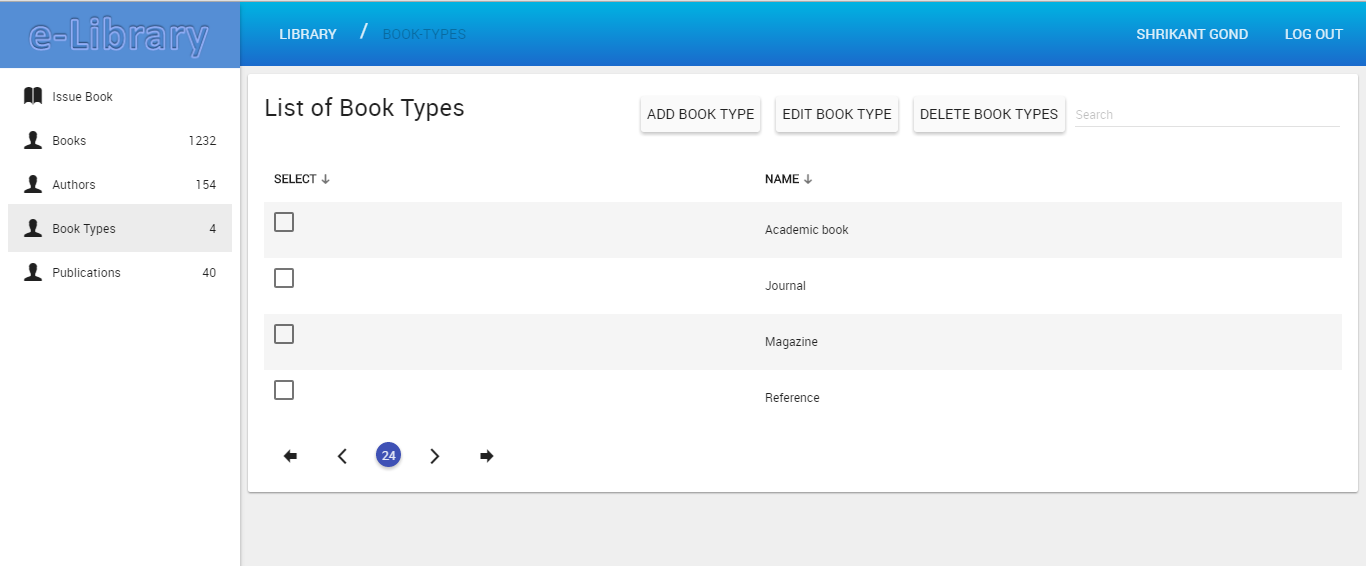 e-Library
LIBRARY / BOOK-TYPES SHRIKANT GOND LOG OUT
Issue Book
Books 1232
Authors 154
Book Types 4
Publications 40
List of Book Types ADD BOOK TYPE EDIT BOOK TYPE DELETE BOOK TYPES Search
SELECT NAME
Academic book
Journal
Magazine
Reference
24